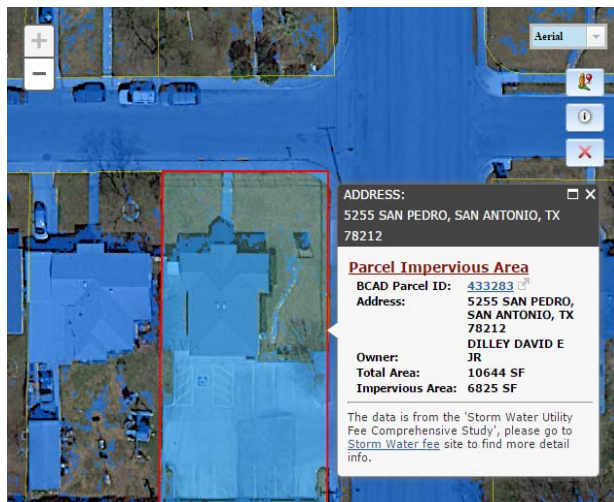 Aerial
ADDRESS:
5255 SAN PEDRO, SAN ANTONIO, TX
78212
Parcel Impervious Area
BCAD Parcel ID: 433283
Address: 5255 SAN PEDRO,
SAN ANTONIO, TX
78212
DILLEY DAVID E
Owner: JR
Total Area: 10644 SF
Impervious Area: 6825 SF
The data is from the 'Storm Water Utility
Fee Comprehensive Study', please go to
Storm Water fee site to find more detail
info.